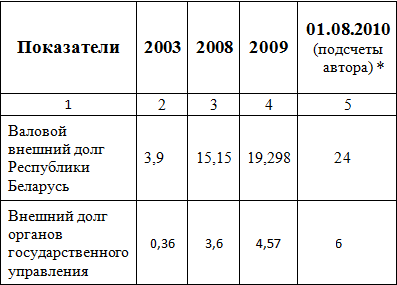 Показатели 2003 2008 2009 01.08.2010
(подсчеты
автора) *
1 2 3 4 5
Валовой
внешний долг
Республики
Беларусь
3,9 15,15 19,298 24
Внешний долг
органов
государственного
управления
0,36 3,6 4,57 6